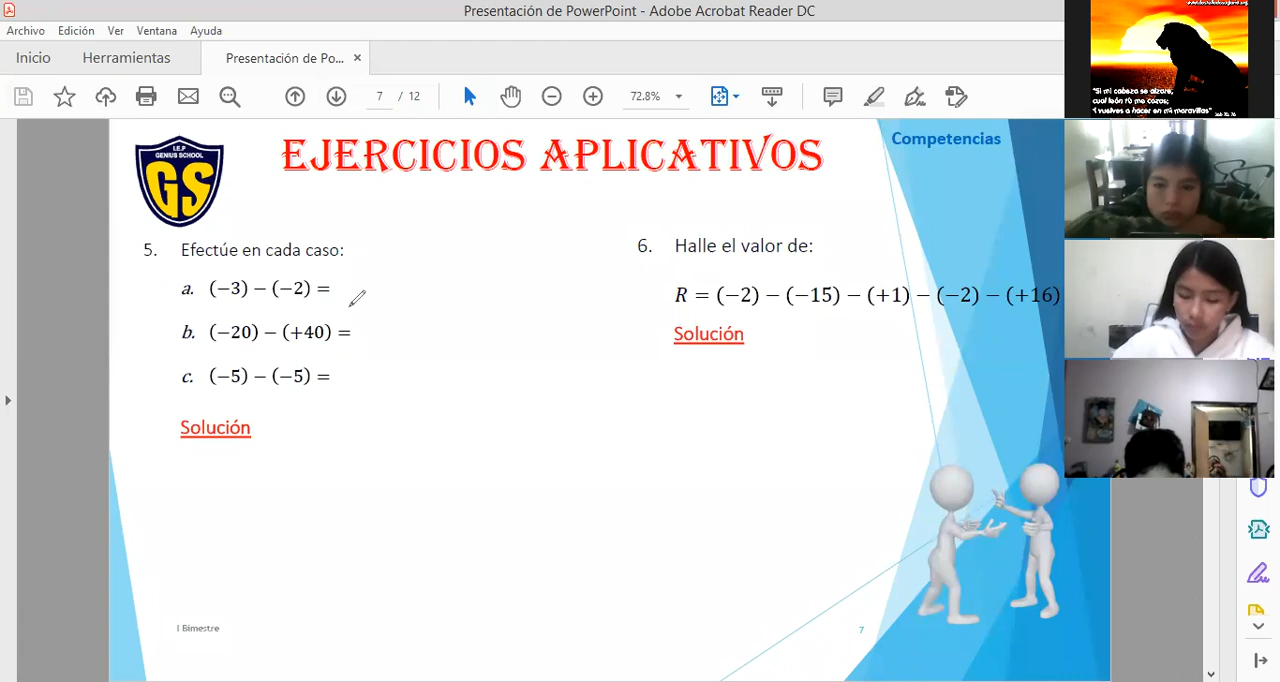 Presentación de PowerPoint - Adobe Acrobat Reader DC
Archivo Edición Ver Ventana Ayuda
Inicio Herramientas Presentación de Po... ×
7 / 12 72.8%
I.E.P
GENIUS SCHOOL
GS
EJERCICIOS APLICATIVOS
Competencias
5. Efectúe en cada caso:
a. (−3) − (−2) =
b. (−20) − (+40) =
c. (−5) − (−5) =
Solución
6. Halle el valor de:
R = (−2) − (−15) − (+1) − (−2) − (+16)
Solución
I Bimestre
7
"Si mi cabeza se alzare,
cual león tú me cazas;
Y vuelves a hacer en mí maravillas"